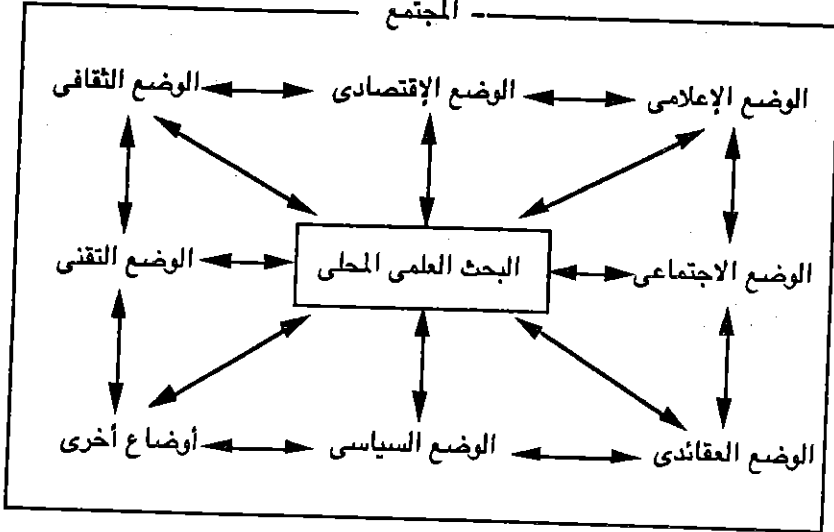 المجتمع
الوضع الإعلامى الوضع الإقتصادى الوضع الثقافى
الوضع الاجتماعى البحث العلمى المحلى الوضع التقنى
الوضع العقائدى الوضع السياسى أوضاع أخرى